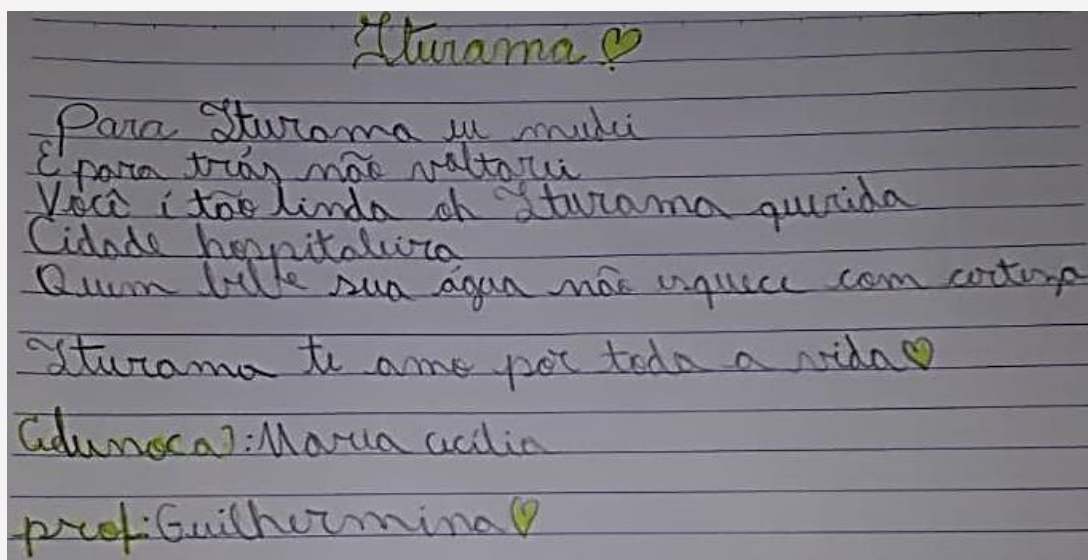 Iturama
Para Iturama eu mudei
E para trás não voltarei
Você é tão linda oh Iturama querida
Cidade hospitaleira
Quem bebe sua água não esquece com certeza
Iturama te amo por toda a vida
Maria Cecília
prof: Guilhermina